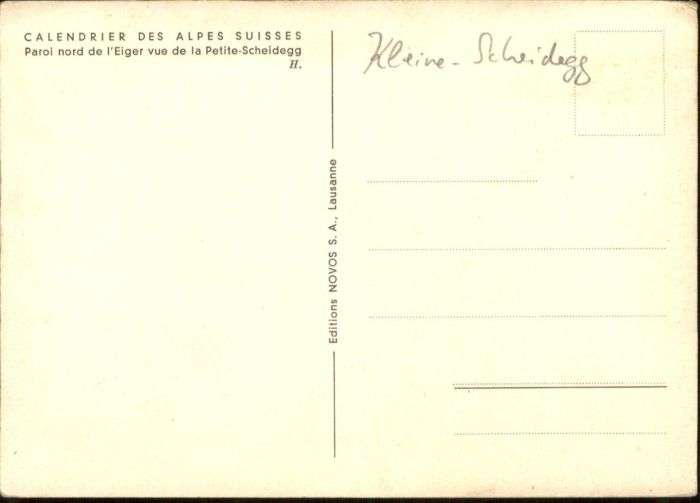 CALENDRIER DES ALPES SUISSES
Paroi nord de l'Eiger vue de la Petite-Scheidegg
H.
Editions NOVOS S. A., Lausanne
Kleine-Scheidegg